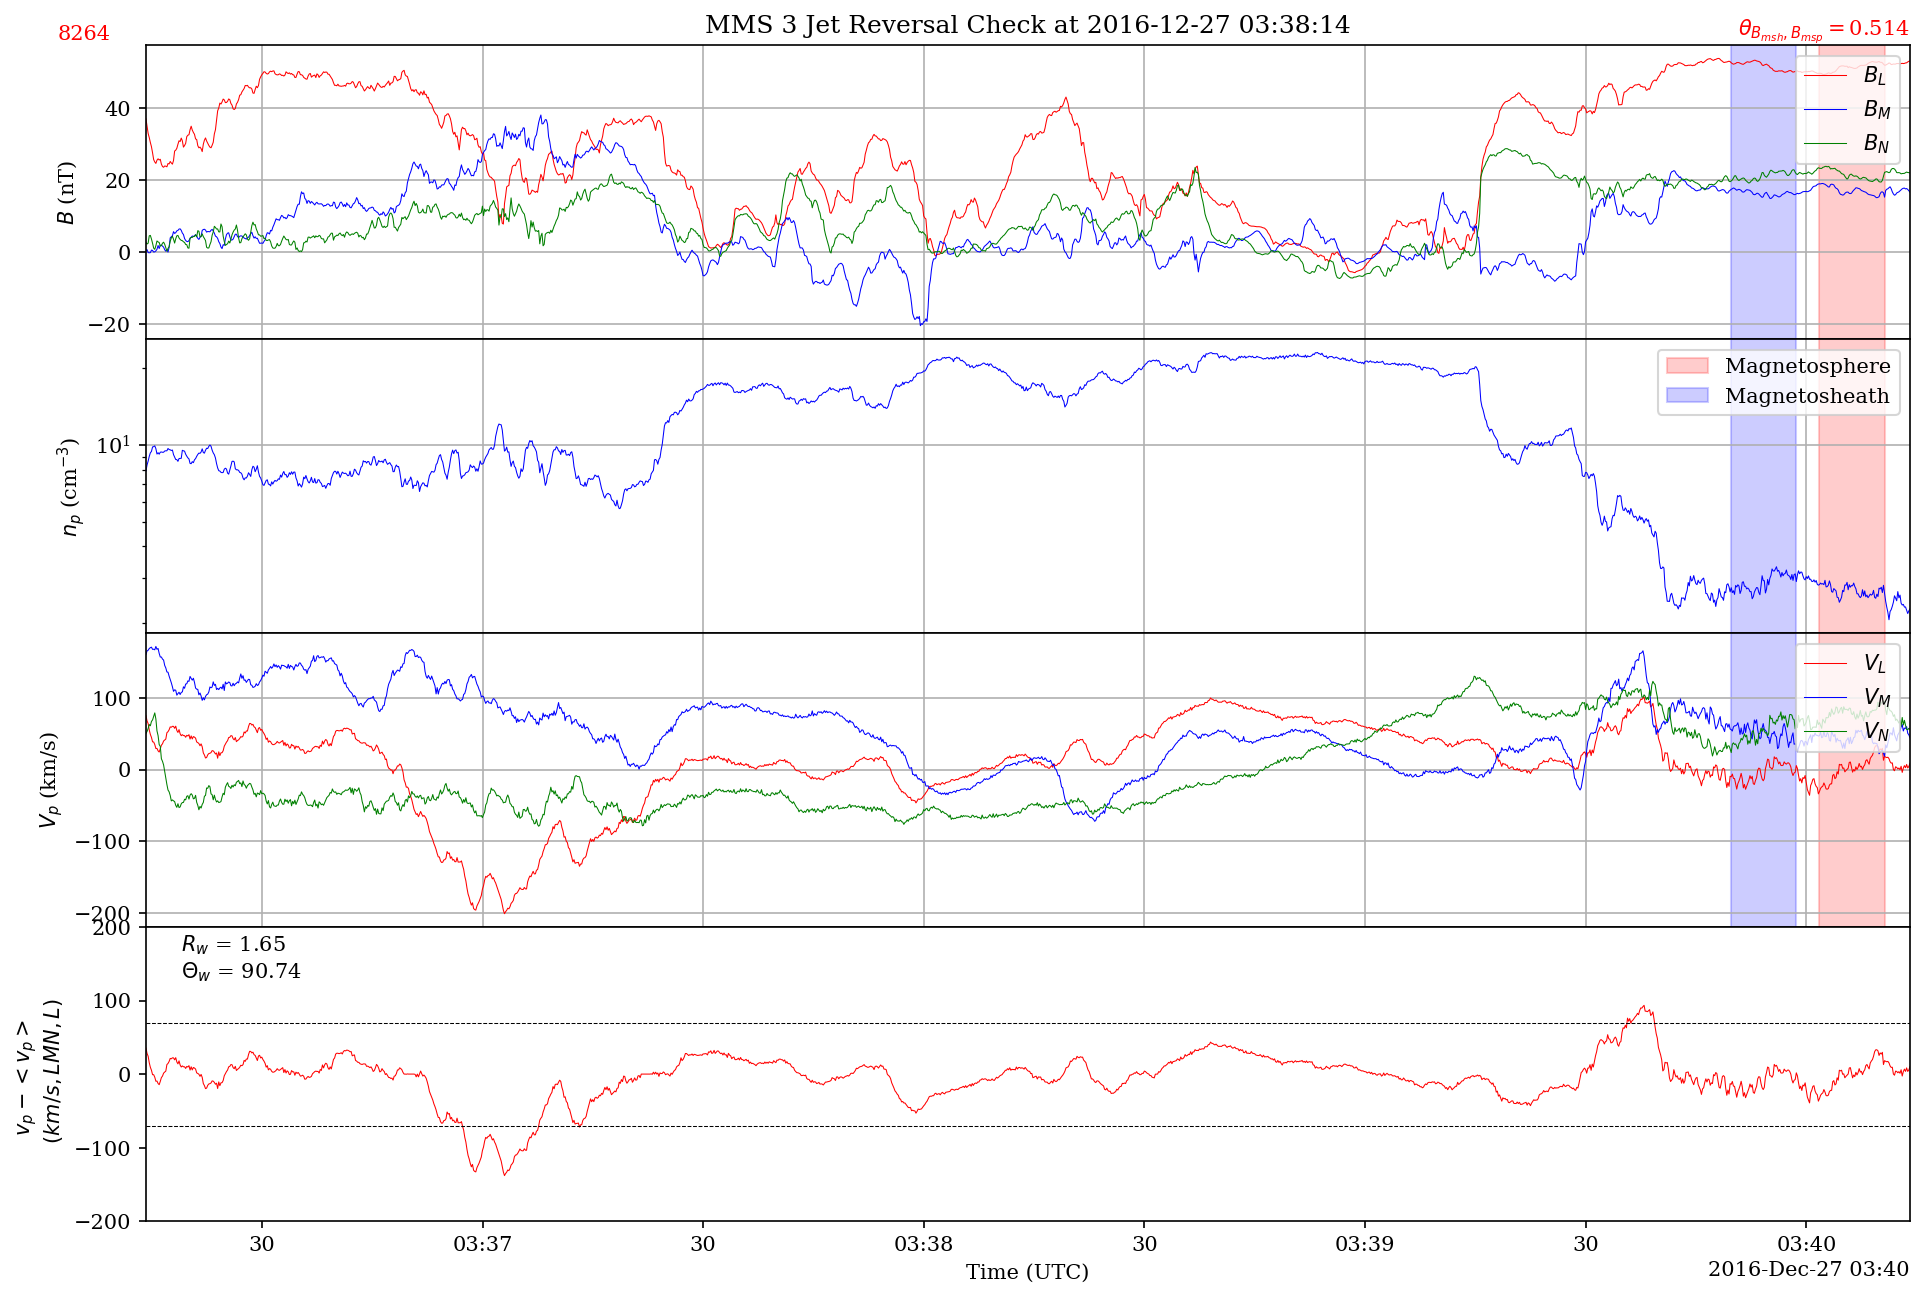 MMS 3 Jet Reversal Check at 2016-12-27 03:38:14
8264
θ_{B_{msh}, B_{msp}} = 0.514
B (nT)
40
20
0
−20
B_L
B_M
B_N
n_p (cm^{−3})
10^1
Magnetosphere
Magnetosheath
V_p (km/s)
100
0
−100
−200
V_L
V_M
V_N
v_p − < v_p >
(km/s, LMN, L)
200
100
0
−100
−200
R_w = 1.65
Θ_w = 90.74
30
03:37
30
03:38
30
03:39
30
03:40
Time (UTC)
2016-Dec-27 03:40